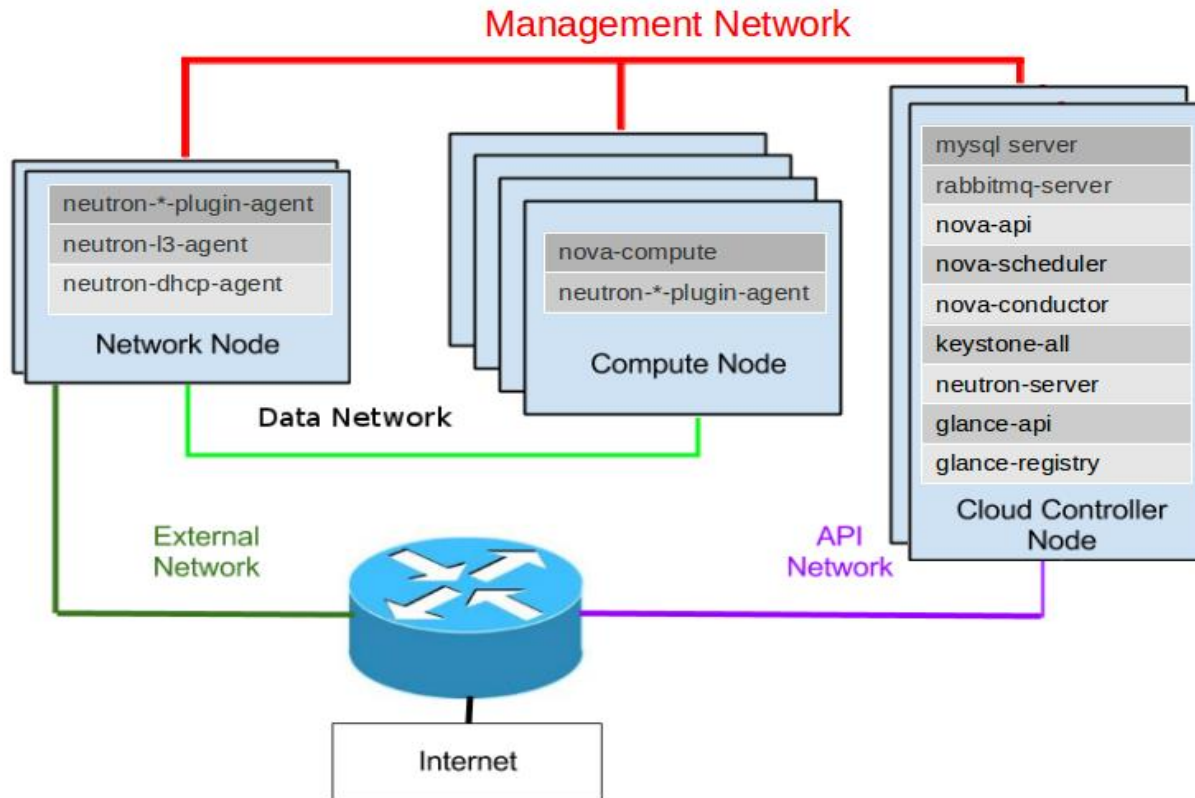 Management Network
neutron-*-plugin-agent
neutron-l3-agent
neutron-dhcp-agent
Network Node
nova-compute
neutron-*-plugin-agent
Compute Node
mysql server
rabbitmq-server
nova-api
nova-scheduler
nova-conductor
keystone-all
neutron-server
glance-api
glance-registry
Cloud Controller
Node
Data Network
External
Network
API
Network
Internet